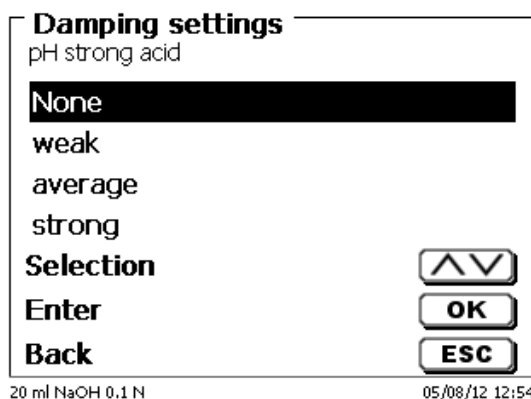 Damping settings
pH strong acid
None
weak
average
strong
Selection
Enter OK
Back ESC
20 ml NaOH 0.1 N 05/08/12 12:54